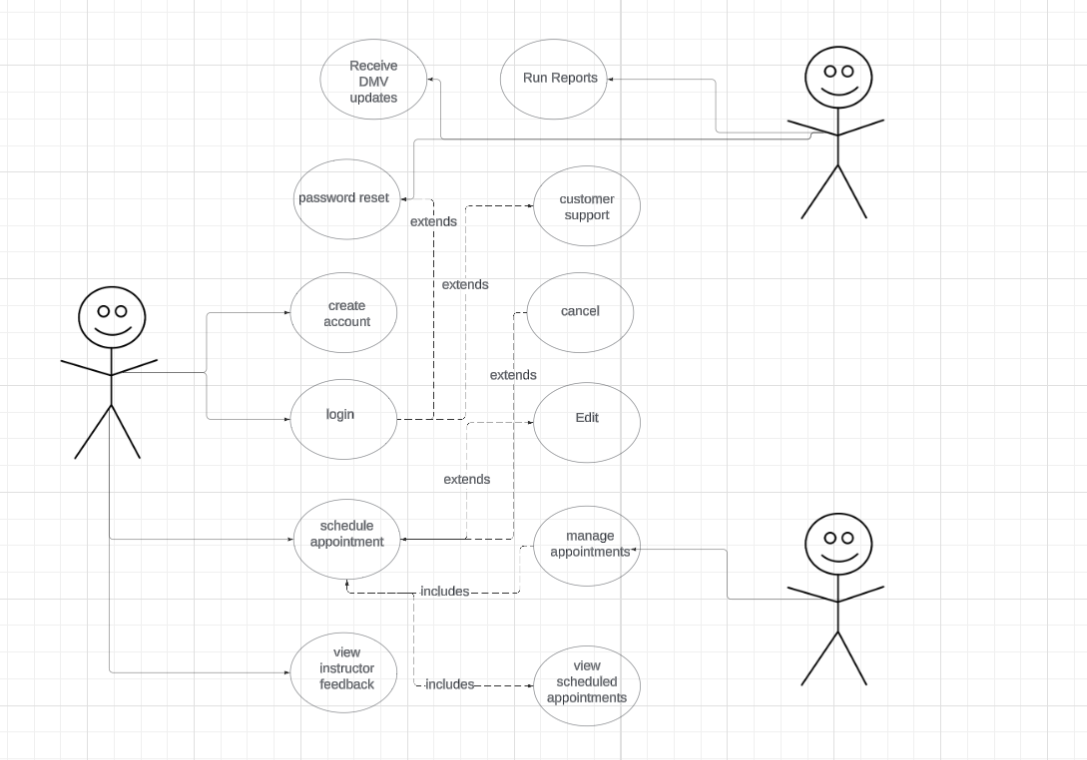 Receive
DMV
updates
Run Reports
password reset
extends
customer
support
extends
create
account
cancel
extends
login
Edit
extends
schedule
appointment
manage
appointments
includes
view
instructor
feedback
includes
view
scheduled
appointments